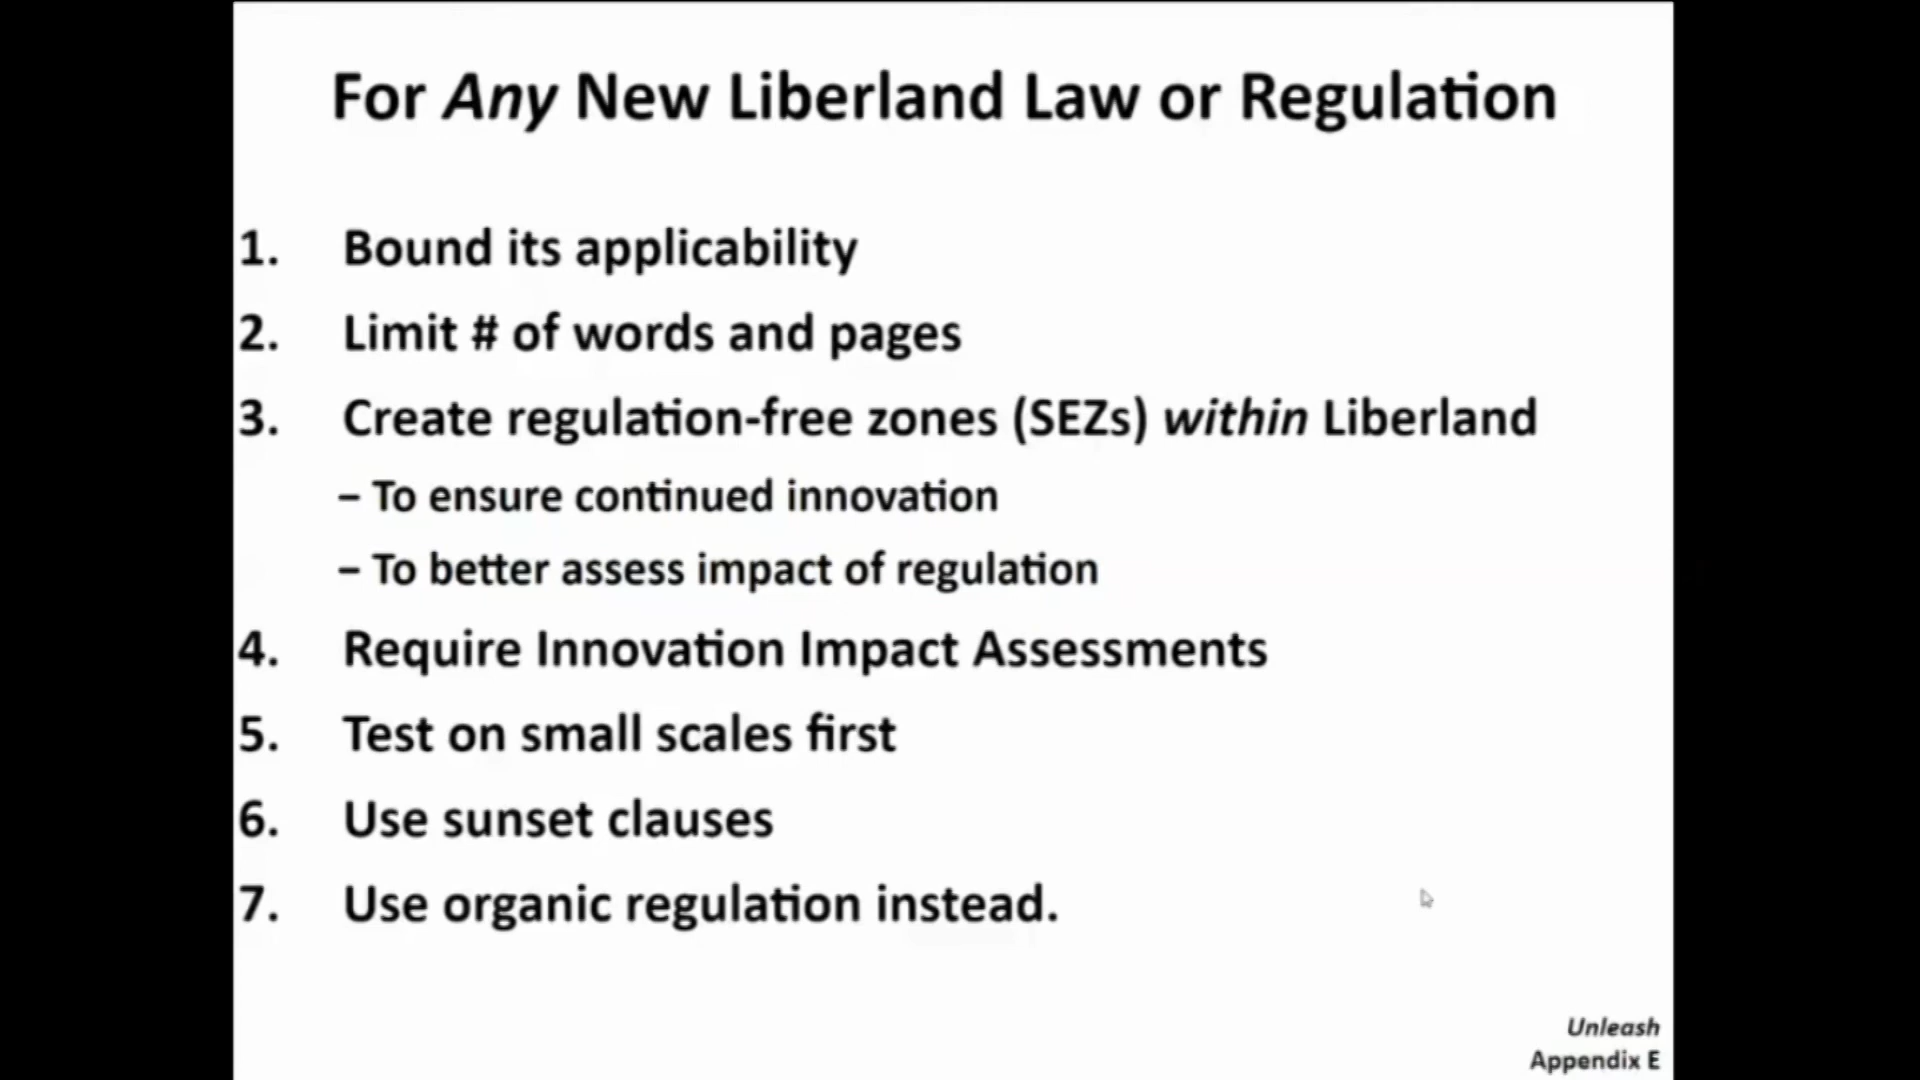 For Any New Liberland Law or Regulation
1. Bound its applicability
2. Limit # of words and pages
3. Create regulation-free zones (SEZs) within Liberland
– To ensure continued innovation
– To better assess impact of regulation
4. Require Innovation Impact Assessments
5. Test on small scales first
6. Use sunset clauses
7. Use organic regulation instead.
Unleash
Appendix E